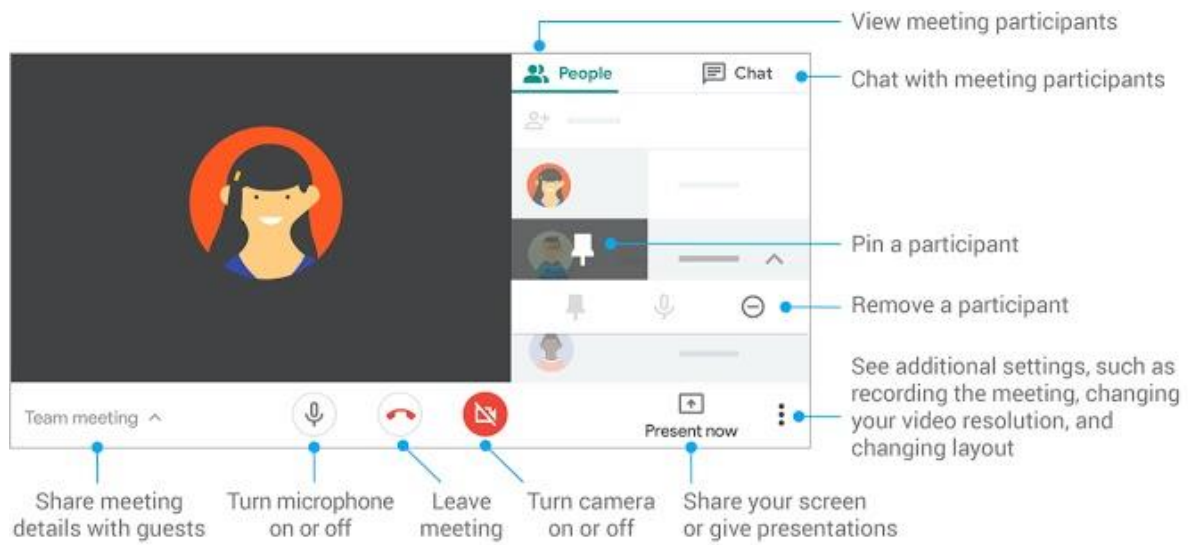 View meeting participants
People
Chat
Chat with meeting participants
Pin a participant
Remove a participant
See additional settings, such as
recording the meeting, changing
your video resolution, and
changing layout
Team meeting
Present now
Share meeting
details with guests
Turn microphone
on or off
Leave
meeting
Turn camera
on or off
Share your screen
or give presentations